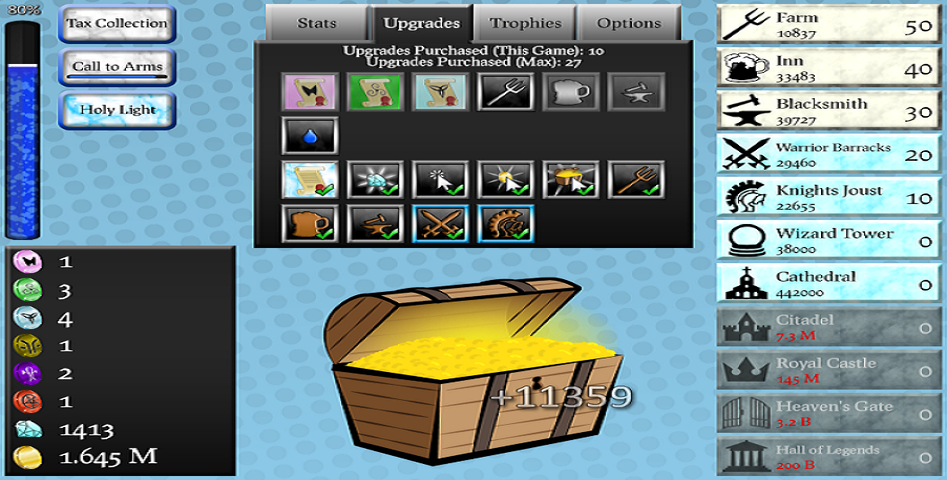 80%
Tax Collection
Call to Arms
Holy Light
Stats
Upgrades
Trophies
Options
Upgrades Purchased (This Game): 10
Upgrades Purchased (Max): 27
1
3
4
1
2
1
1413
1.645 M
+11359
Farm
10837
50
Inn
33483
40
Blacksmith
39727
30
Warrior Barracks
29460
20
Knights Joust
22655
10
Wizard Tower
38000
0
Cathedral
442000
0
Citadel
7.3 M
0
Royal Castle
145 M
0
Heaven's Gate
3.2 B
0
Hall of Legends
200 B
0